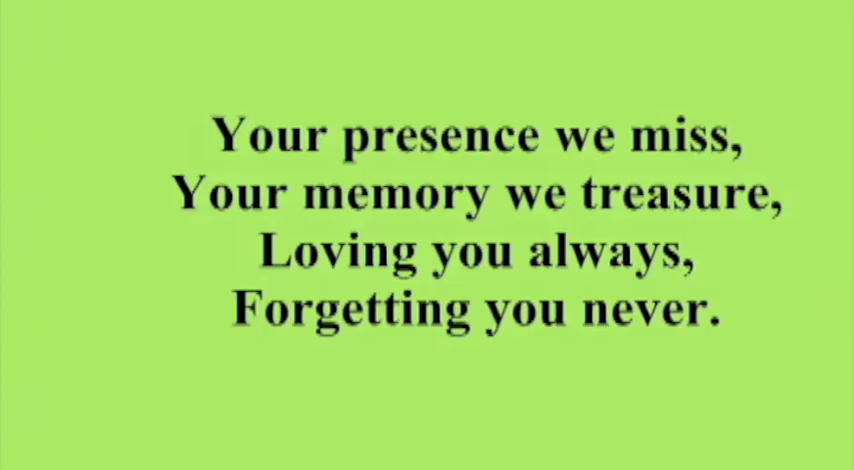 Your presence we miss,
Your memory we treasure,
Loving you always,
Forgetting you never.